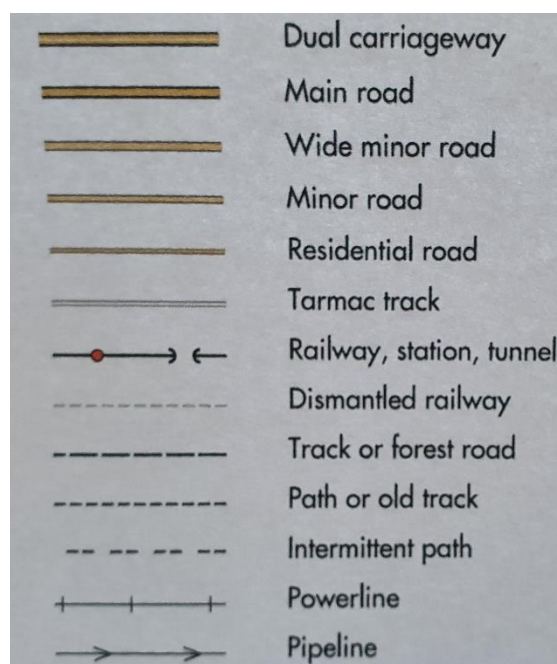 Dual carriageway
Main road
Wide minor road
Minor road
Residential road
Tarmac track
Railway, station, tunnel
Dismantled railway
Track or forest road
Path or old track
Intermittent path
Powerline
Pipeline